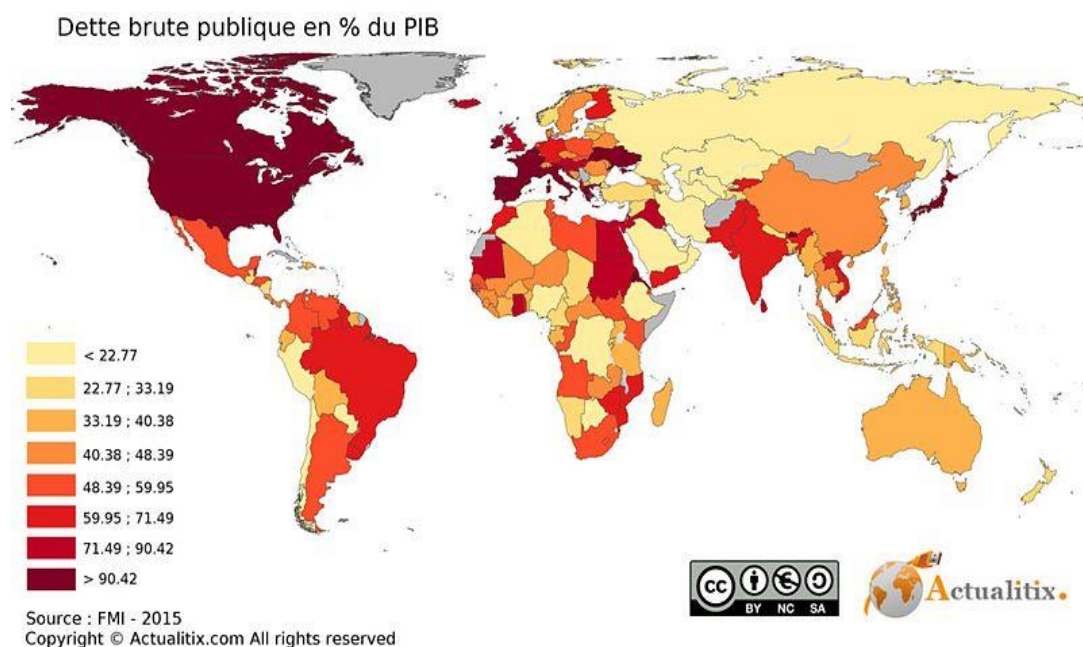 Dette brute publique en % du PIB
< 22.77
22.77 ; 33.19
33.19 ; 40.38
40.38 ; 48.39
48.39 ; 59.95
59.95 ; 71.49
71.49 ; 90.42
> 90.42
Source : FMI - 2015
Copyright © Actualitix.com All rights reserved
cc
BY NC SA
Actualitix.